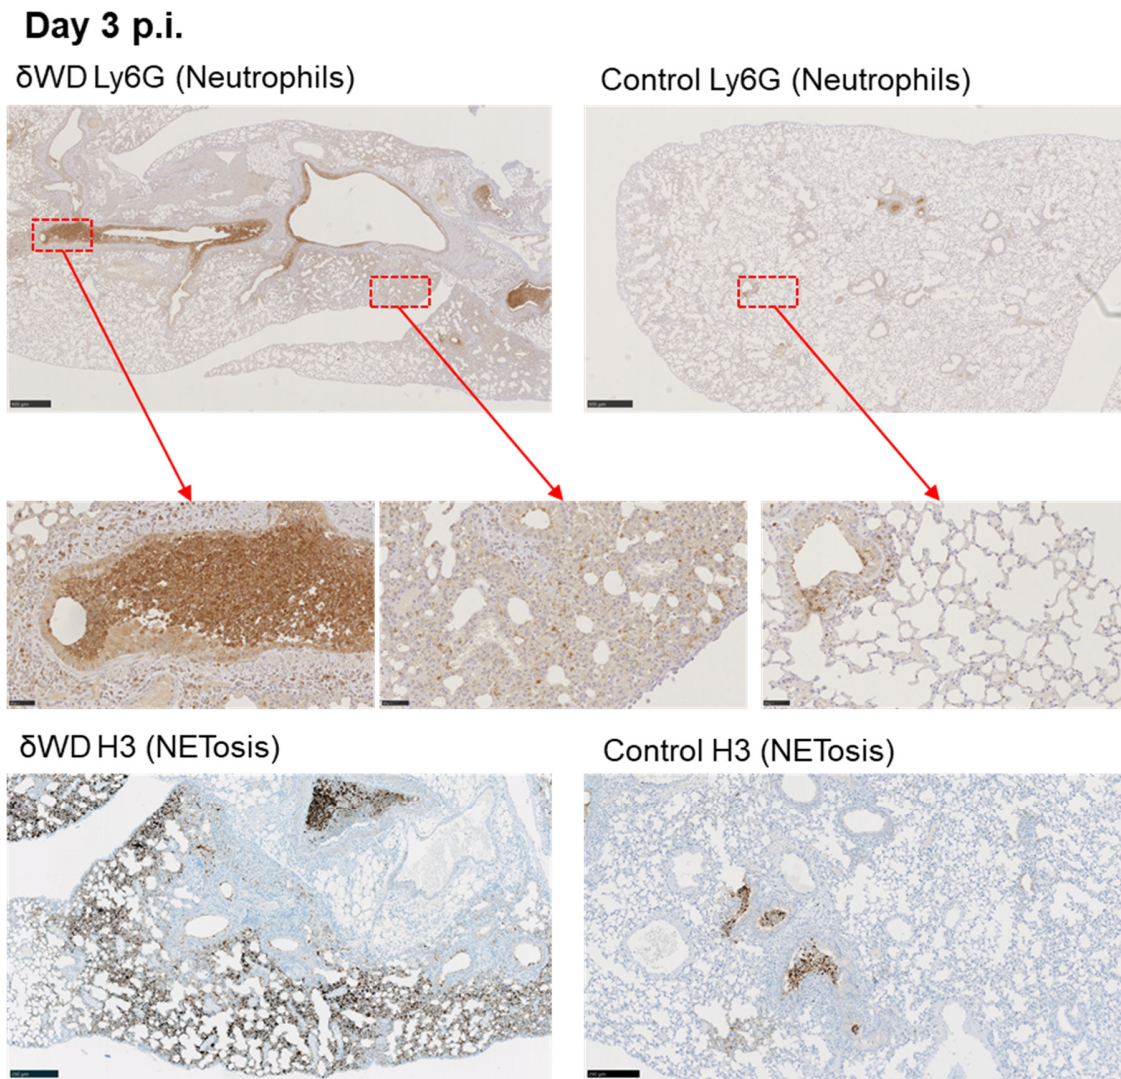 Day 3 p.i.
δWD Ly6G (Neutrophils)
Control Ly6G (Neutrophils)
δWD H3 (NETosis)
Control H3 (NETosis)